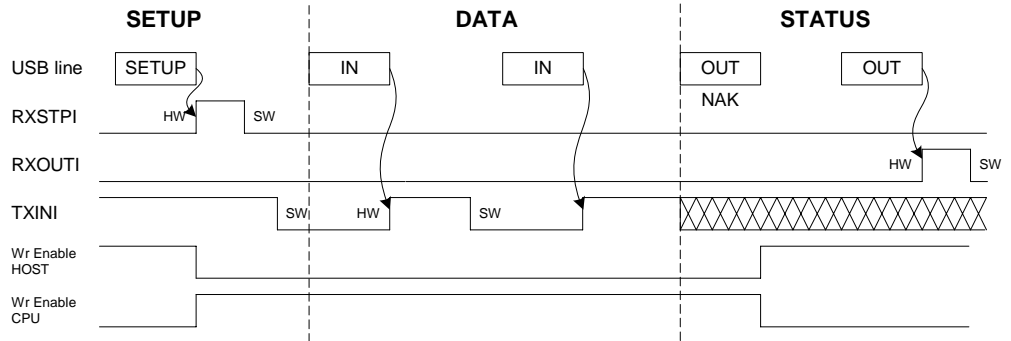 SETUP DATA STATUS
USB line SETUP IN IN OUT OUT
NAK
RXSTPI HW SW
RXOUTI HW SW
TXINI SW HW SW
Wr Enable
HOST
Wr Enable
CPU